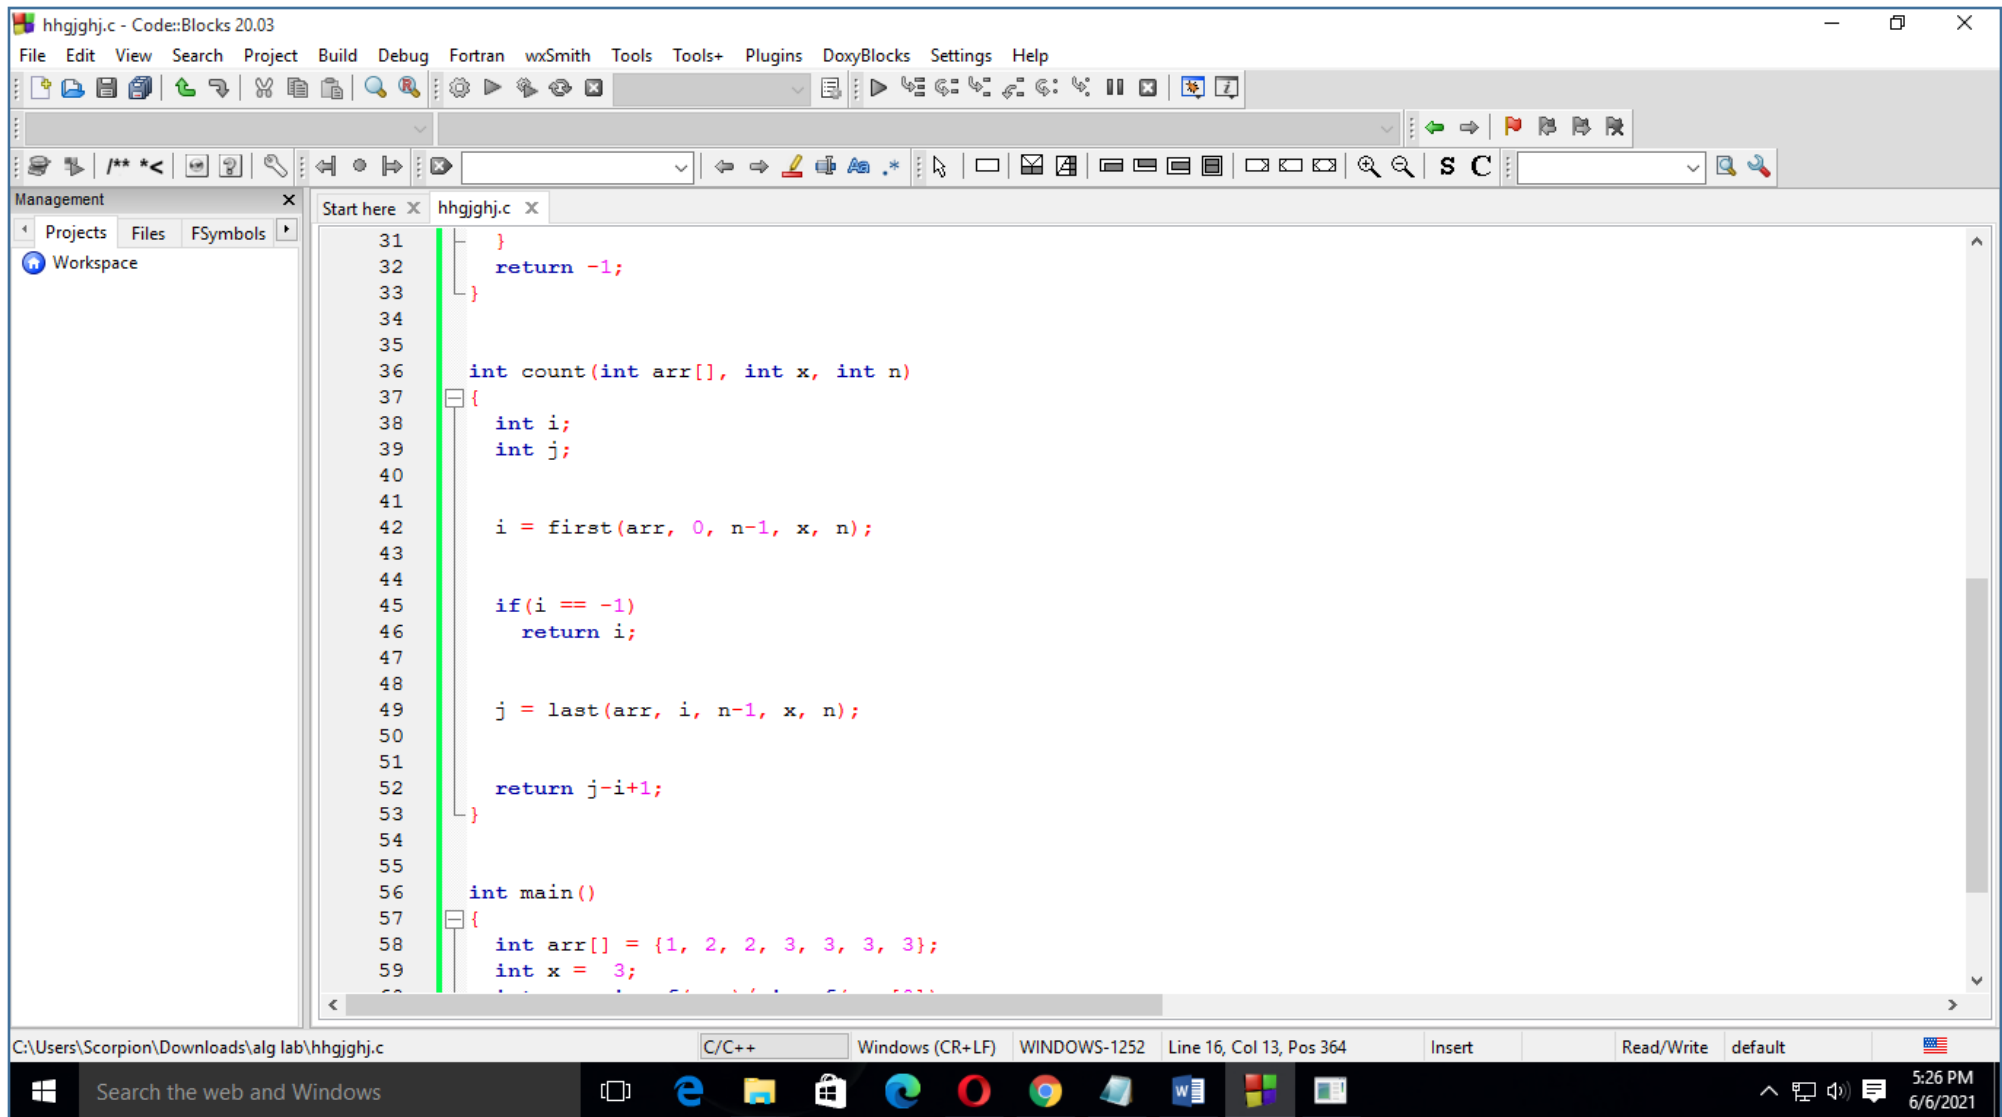 hhgjghj.c - Code::Blocks 20.03
File Edit View Search Project Build Debug Fortran wxSmith Tools Tools+ Plugins DoxyBlocks Settings Help
/** *< Aa .* S C
Management
Start here hhgjghj.c
Projects Files FSymbols
Workspace
31 }
32 return -1;
33 }
34
35
36 int count(int arr[], int x, int n)
37 {
38 int i;
39 int j;
40
41
42 i = first(arr, 0, n-1, x, n);
43
44
45 if(i == -1)
46 return i;
47
48
49 j = last(arr, i, n-1, x, n);
50
51
52 return j-i+1;
53 }
54
55
56 int main()
57 {
58 int arr[] = {1, 2, 2, 3, 3, 3, 3};
59 int x =  3;
C:\Users\Scorpion\Downloads\alg lab\hhgjghj.c C/C++ Windows (CR+LF) WINDOWS-1252 Line 16, Col 13, Pos 364 Insert Read/Write default
Search the web and Windows
5:26 PM
6/6/2021